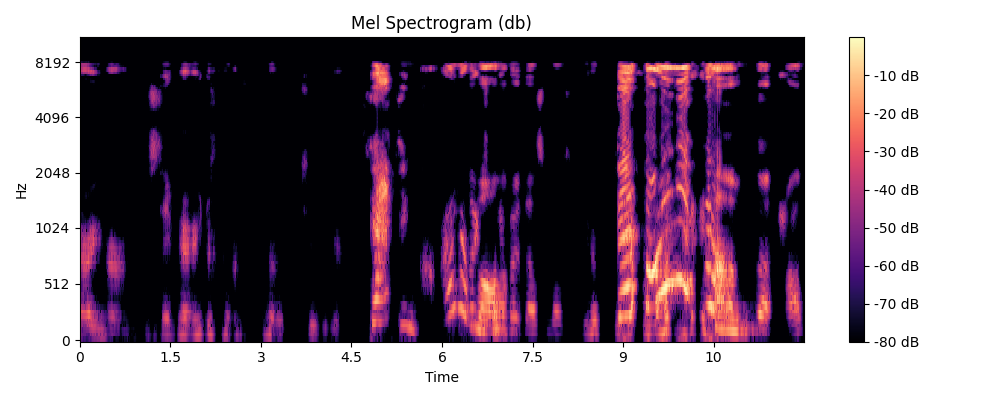 Mel Spectrogram (db)
8192
4096
2048
1024
512
0
Hz
0 1.5 3 4.5 6 7.5 9 10
Time
-10 dB
-20 dB
-30 dB
-40 dB
-50 dB
-60 dB
-70 dB
-80 dB